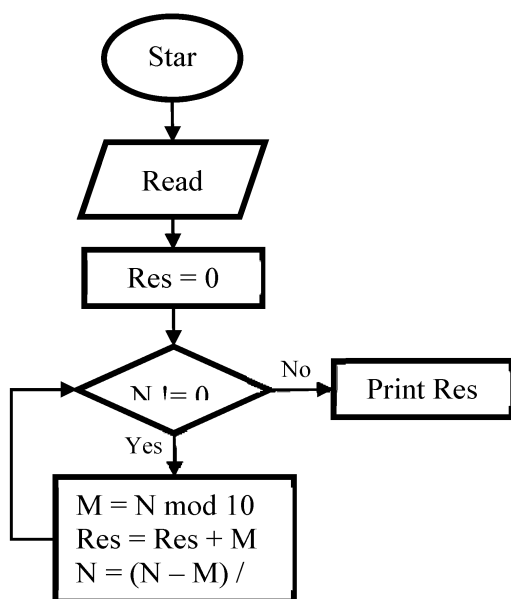 Star
Read
Res = 0
N != 0
No
Print Res
Yes
M = N mod 10
Res = Res + M
N = (N – M) /